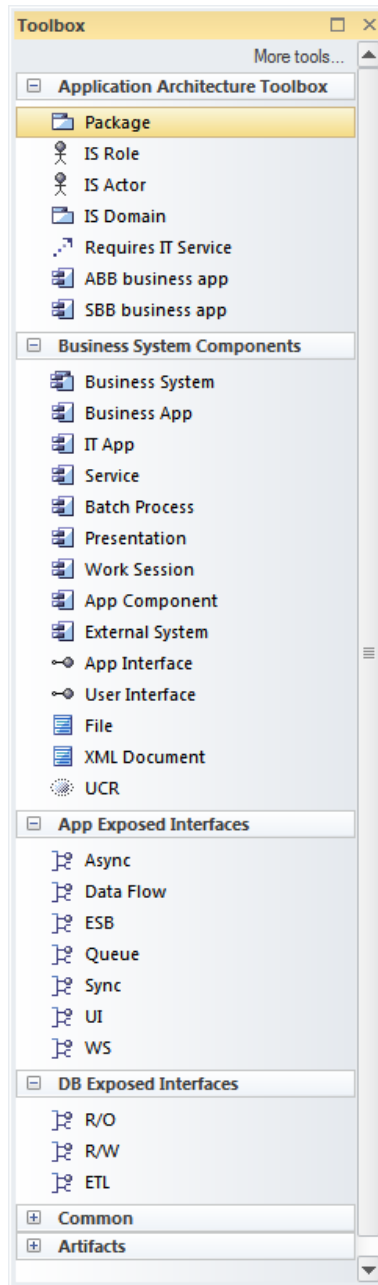 Toolbox
More tools...
Application Architecture Toolbox
Package
IS Role
IS Actor
IS Domain
Requires IT Service
ABB business app
SBB business app
Business System Components
Business System
Business App
IT App
Service
Batch Process
Presentation
Work Session
App Component
External System
App Interface
User Interface
File
XML Document
UCR
App Exposed Interfaces
Async
Data Flow
ESB
Queue
Sync
UI
WS
DB Exposed Interfaces
R/O
R/W
ETL
Common
Artifacts